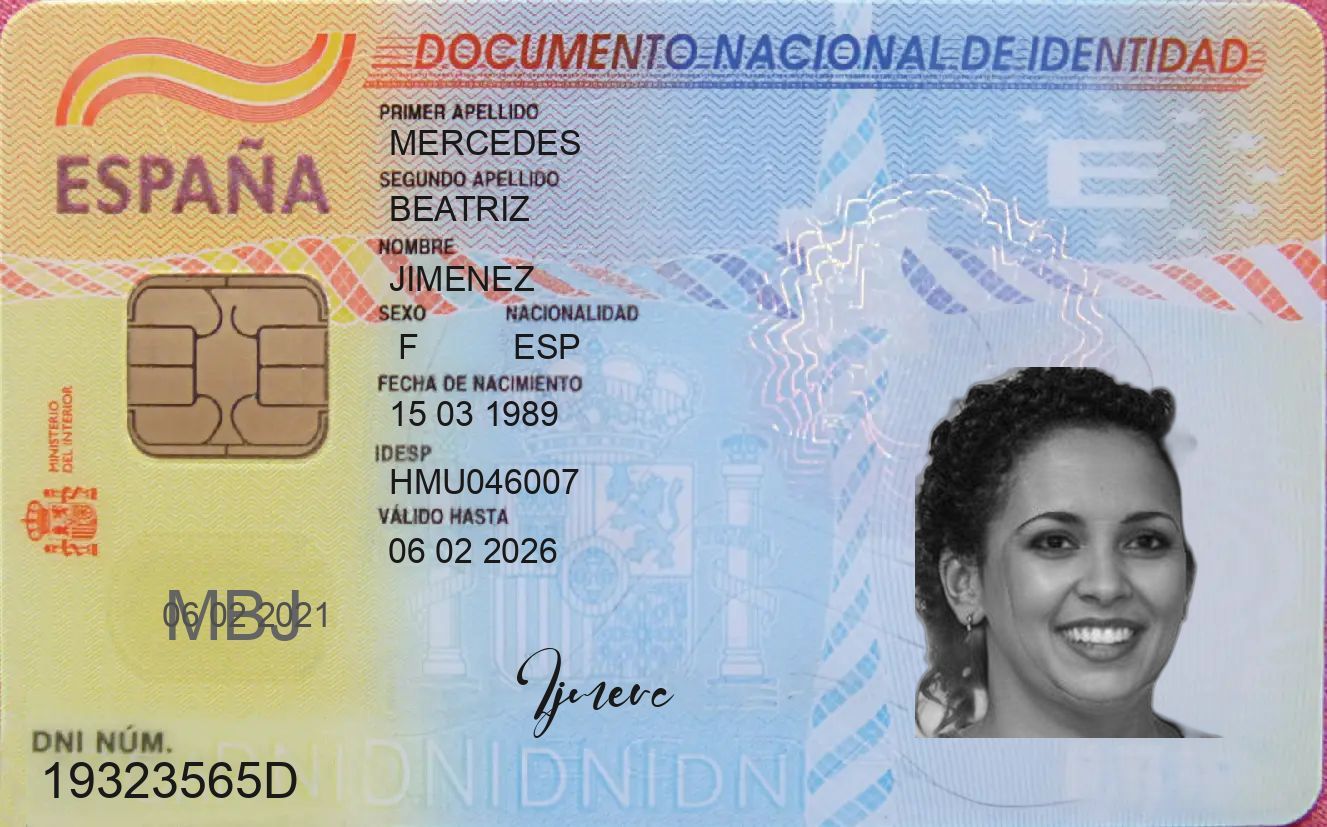 DOCUMENTO NACIONAL DE IDENTIDAD
ESPAÑA
PRIMER APELLIDO
MERCEDES
SEGUNDO APELLIDO
BEATRIZ
NOMBRE
JIMENEZ
SEXO NACIONALIDAD
F ESP
FECHA DE NACIMIENTO
15 03 1989
IDESP
HMU046007
VÁLIDO HASTA
06 02 2026
MINISTERIO
DEL INTERIOR
E
06 02 2021
MBJ
DNI NÚM.
19323565D
DNIDNIDNIDNI